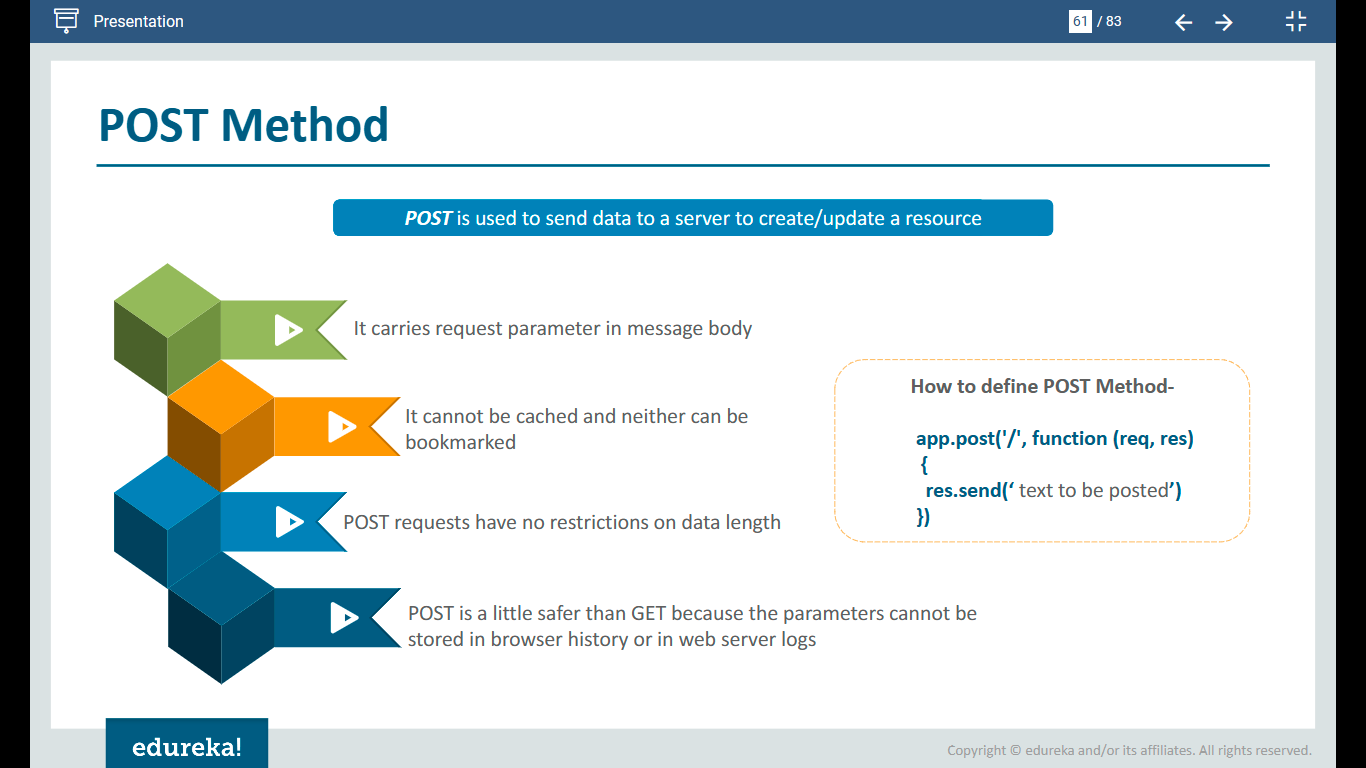 Presentation
61 / 83
POST Method
POST is used to send data to a server to create/update a resource
It carries request parameter in message body
It cannot be cached and neither can be
bookmarked
POST requests have no restrictions on data length
POST is a little safer than GET because the parameters cannot be
stored in browser history or in web server logs
How to define POST Method-
app.post('/', function (req, res)
{
res.send(‘ text to be posted’)
})
edureka!
Copyright © edureka and/or its affiliates. All rights reserved.